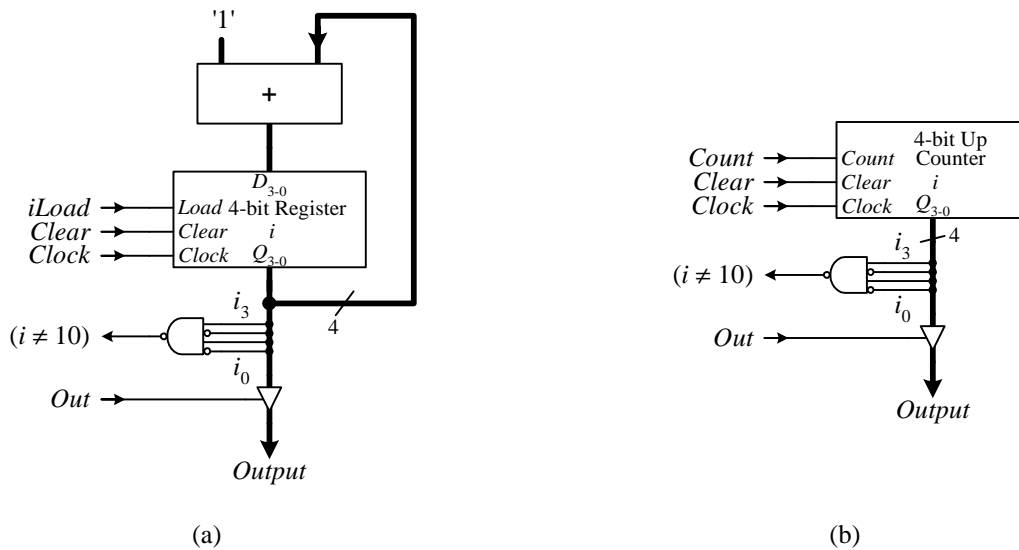 '1'
+
D3-0
iLoad Load 4-bit Register
Clear Clear i
Clock Clock Q3-0
i3
4
(i ≠ 10)
i0
Out
Output
(a)
4-bit Up
Count Count Counter
Clear Clear i
Clock Clock Q3-0
i3 4
(i ≠ 10)
i0
Out
Output
(b)